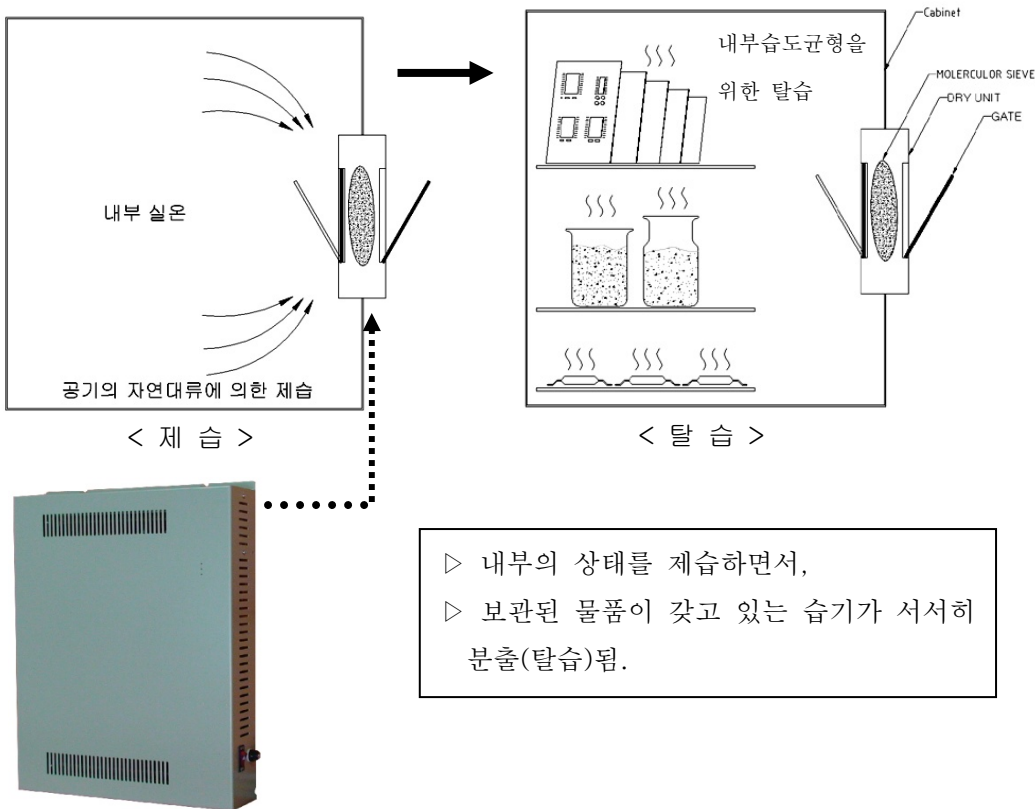 내부 실온
공기의 자연대류에 의한 제습
< 제 습 >
내부습도균형을
위한 탈습
Cabinet
MOLERCULOR SIEVE
DRY UNIT
GATE
< 탈 습 >
▷ 내부의 상태를 제습하면서,
▷ 보관된 물품이 갖고 있는 습기가 서서히
분출(탈습)됨.